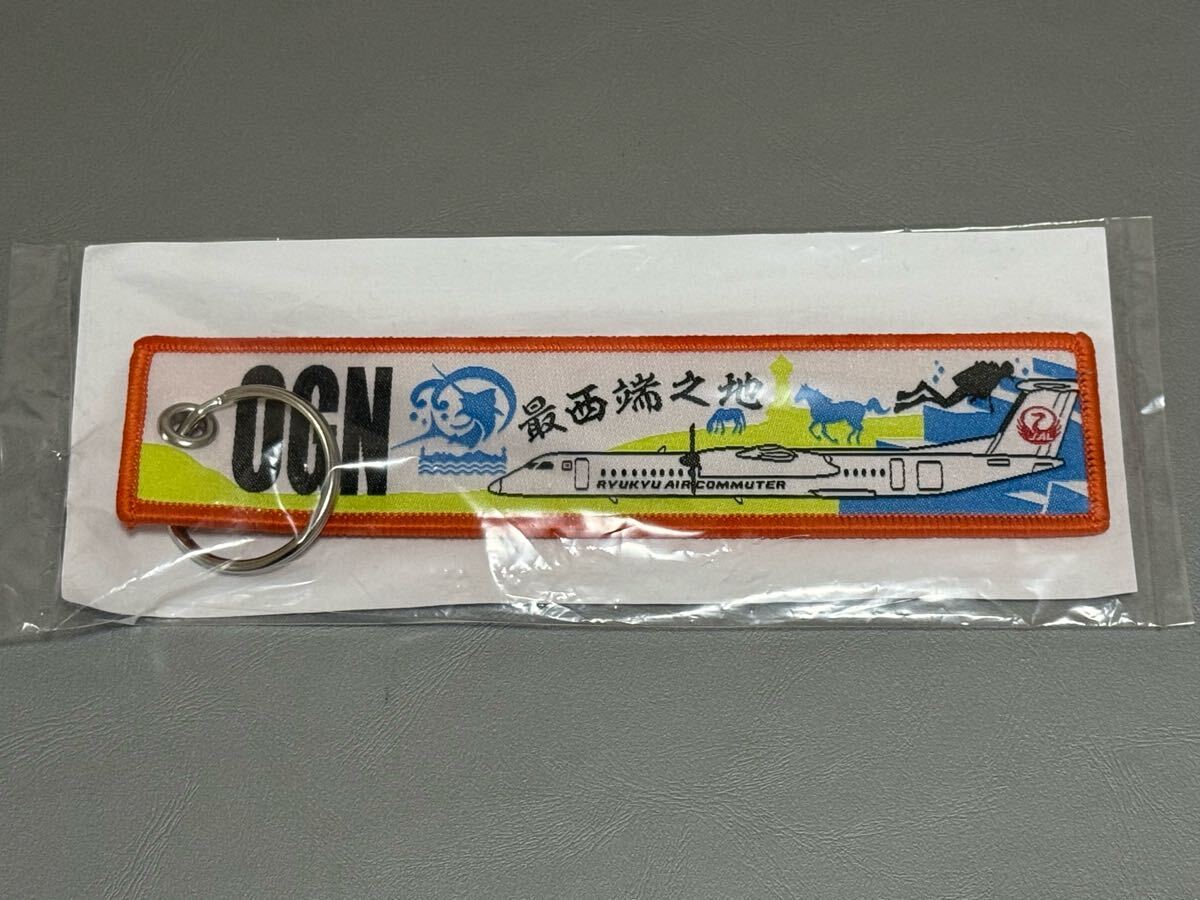 OGN
最西端之地
RYUKYU AIR COMMUTER
JAL